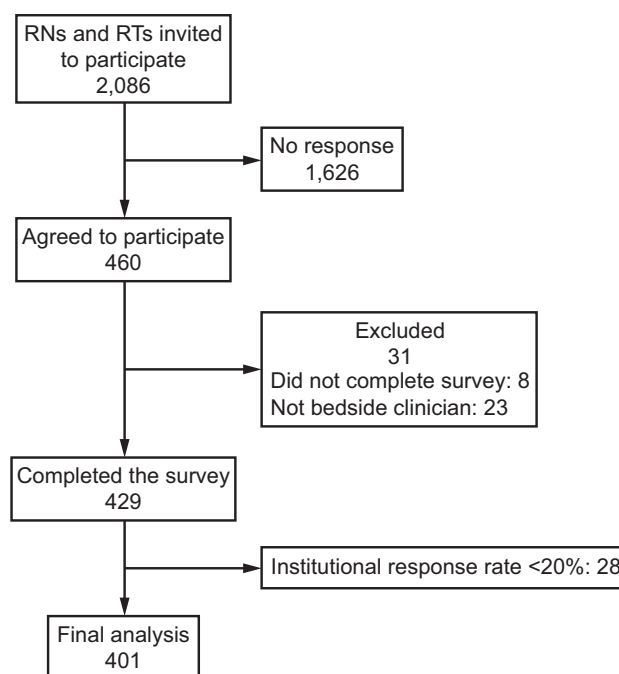 RNs and RTs invited
to participate
2,086
No response
1,626
Agreed to participate
460
Excluded
31
Did not complete survey: 8
Not bedside clinician: 23
Completed the survey
429
Institutional response rate <20%: 28
Final analysis
401